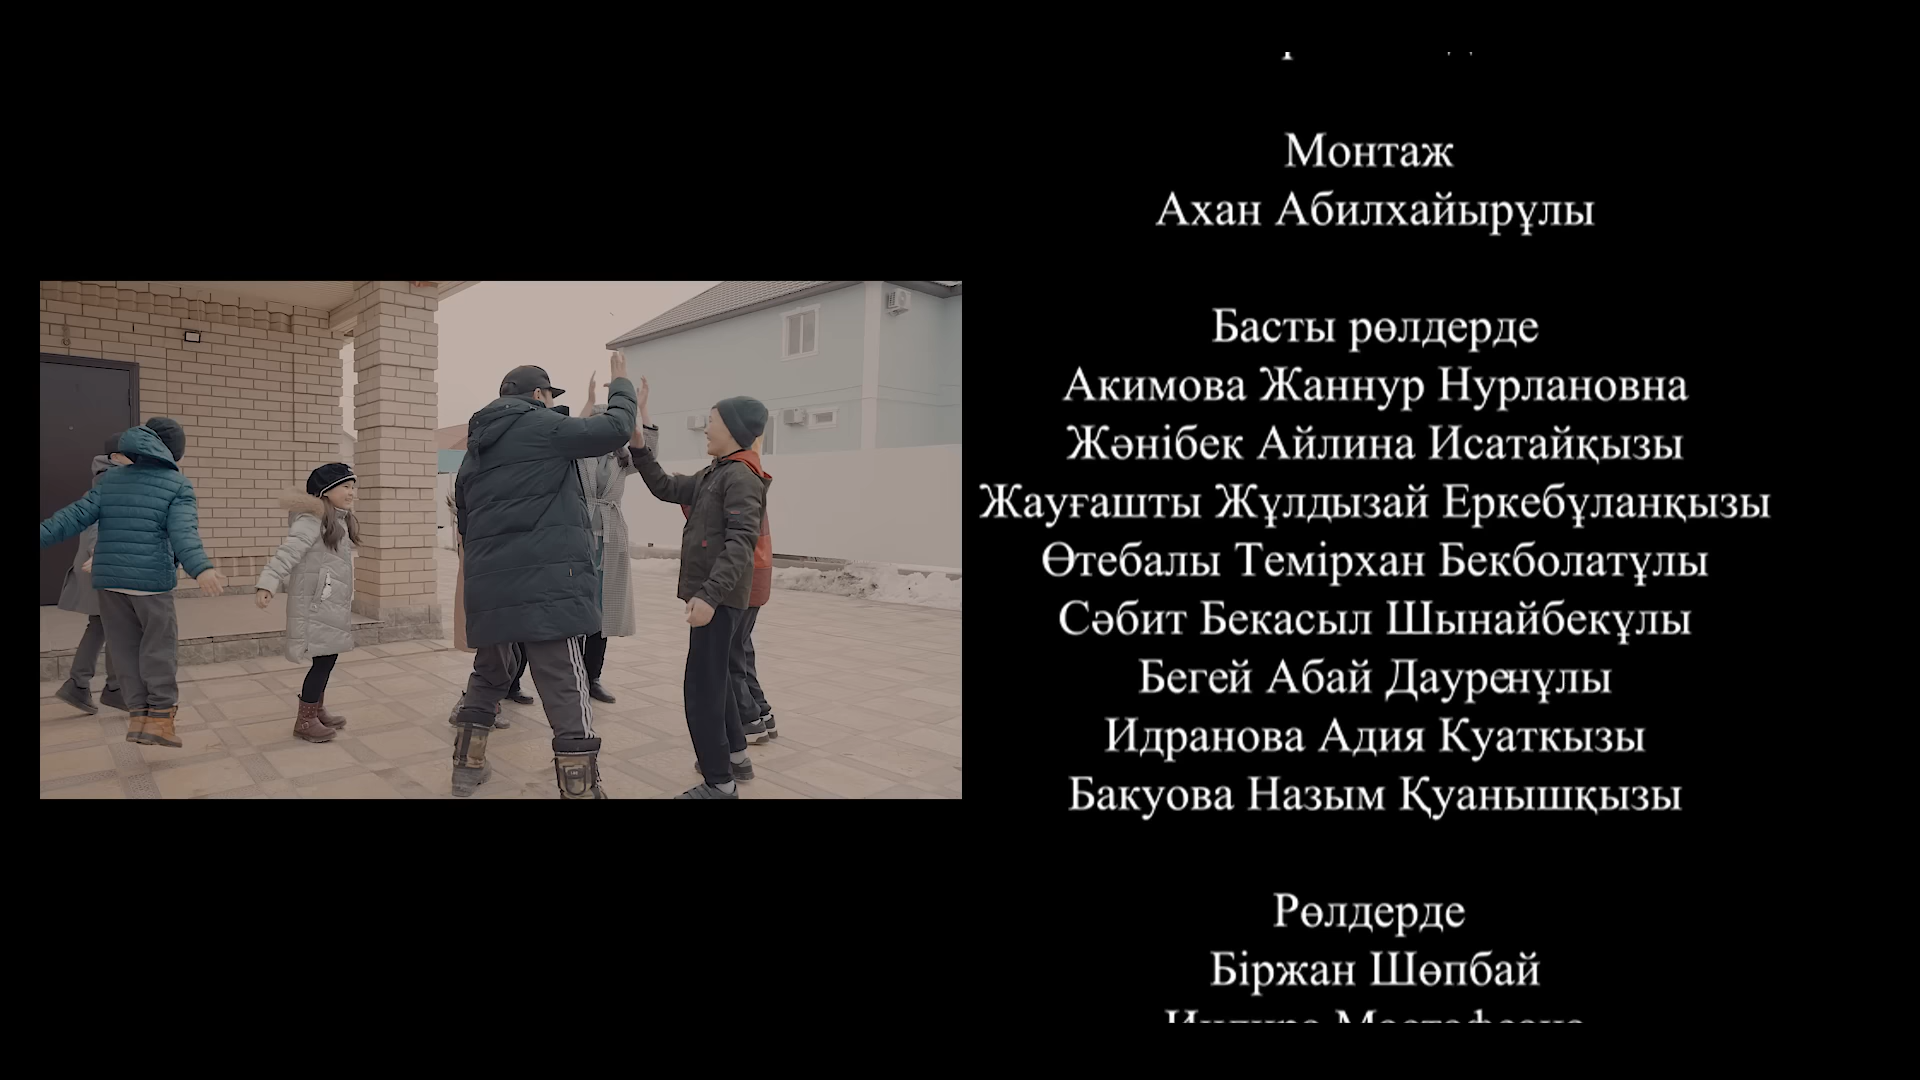 Монтаж
Ахан Абилхайырұлы
Басты рөлдерде
Акимова Жаннур Нурлановна
Жәнібек Айлина Исатайқызы
Жауғашты Жұлдызай Еркебұланқызы
Өтебалы Темірхан Бекболатұлы
Сәбит Бекасыл Шынайбекұлы
Бегей Абай Дауренұлы
Идранова Адия Куаткызы
Бакуова Назым Қуанышқызы
Рөлдерде
Біржан Шөпбай